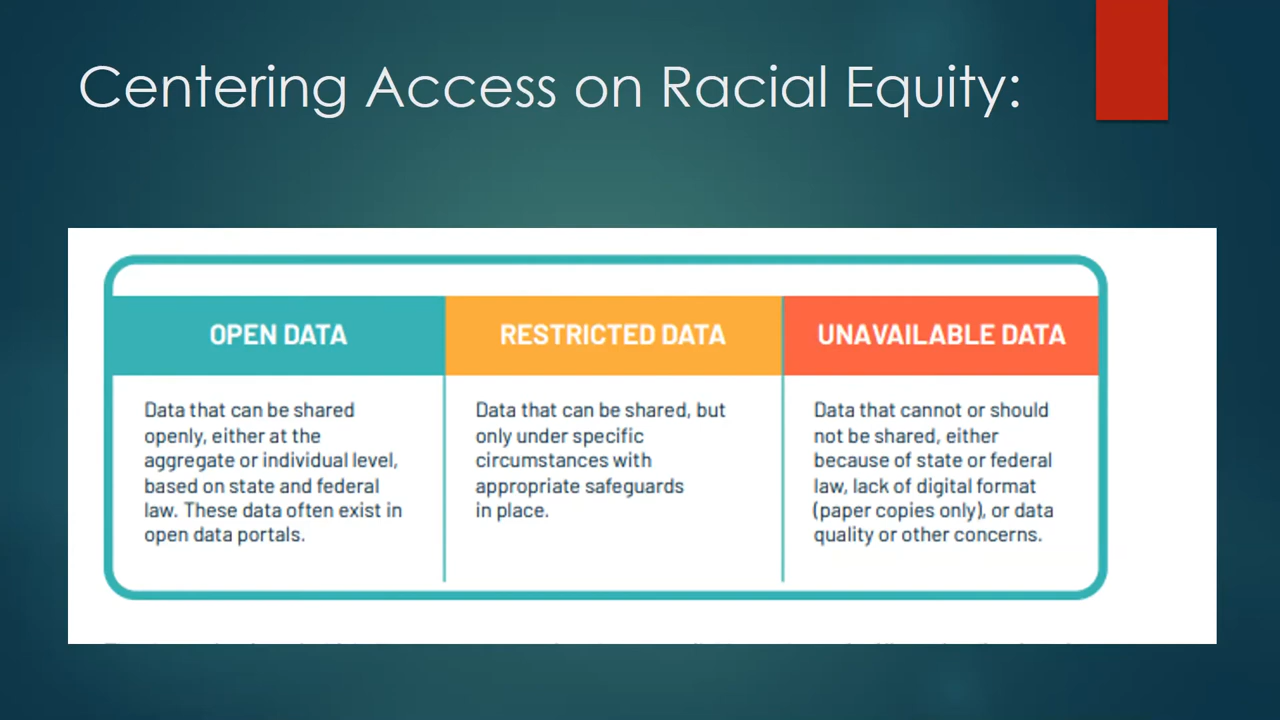 Centering Access on Racial Equity:
OPEN DATA
Data that can be shared
openly, either at the
aggregate or individual level,
based on state and federal
law. These data often exist in
open data portals.
RESTRICTED DATA
Data that can be shared, but
only under specific
circumstances with
appropriate safeguards
in place.
UNAVAILABLE DATA
Data that cannot or should
not be shared, either
because of state or federal
law, lack of digital format
(paper copies only), or data
quality or other concerns.